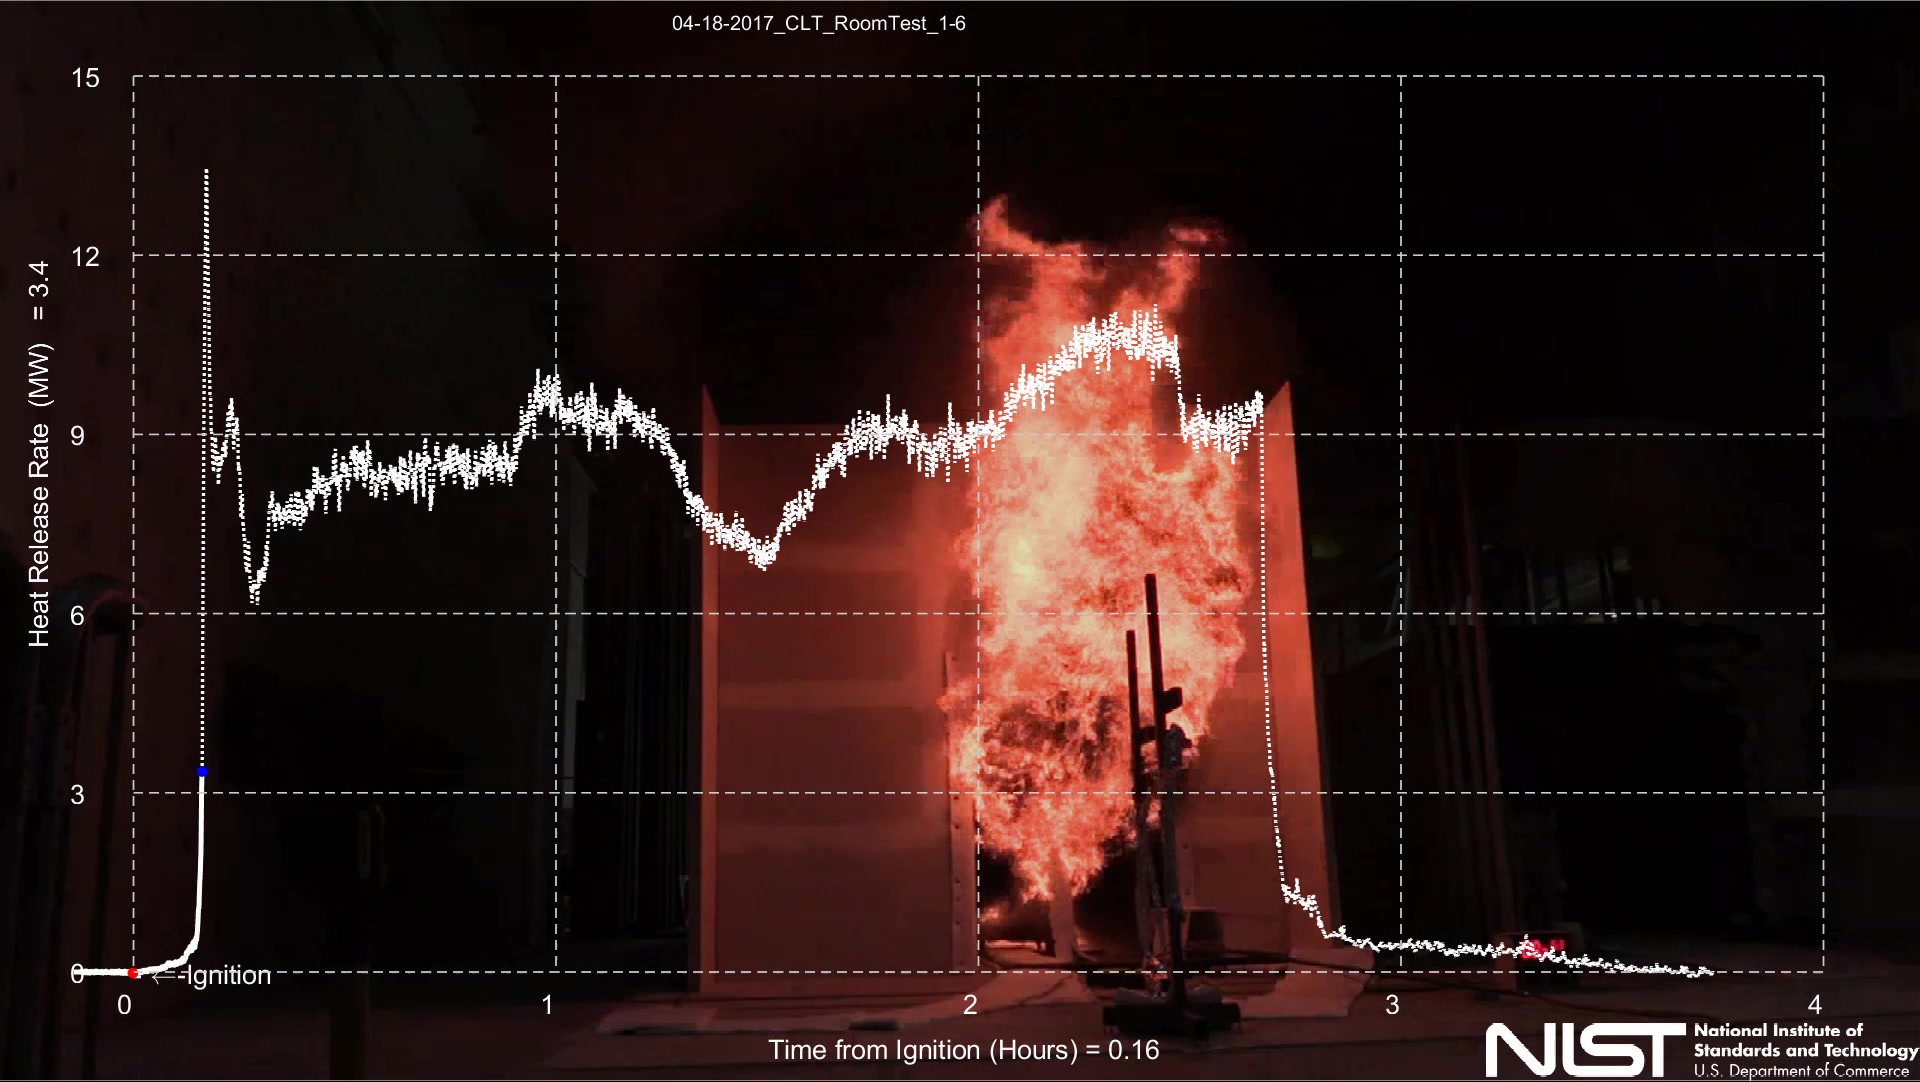 04-18-2017_CLT_RoomTest_1-6
15
12
9
6
3
0
Heat Release Rate (MW) = 3.4
←-Ignition
0 1 2 3 4
Time from Ignition (Hours) = 0.16
NIST
National Institute of
Standards and Technology
U.S. Department of Commerce